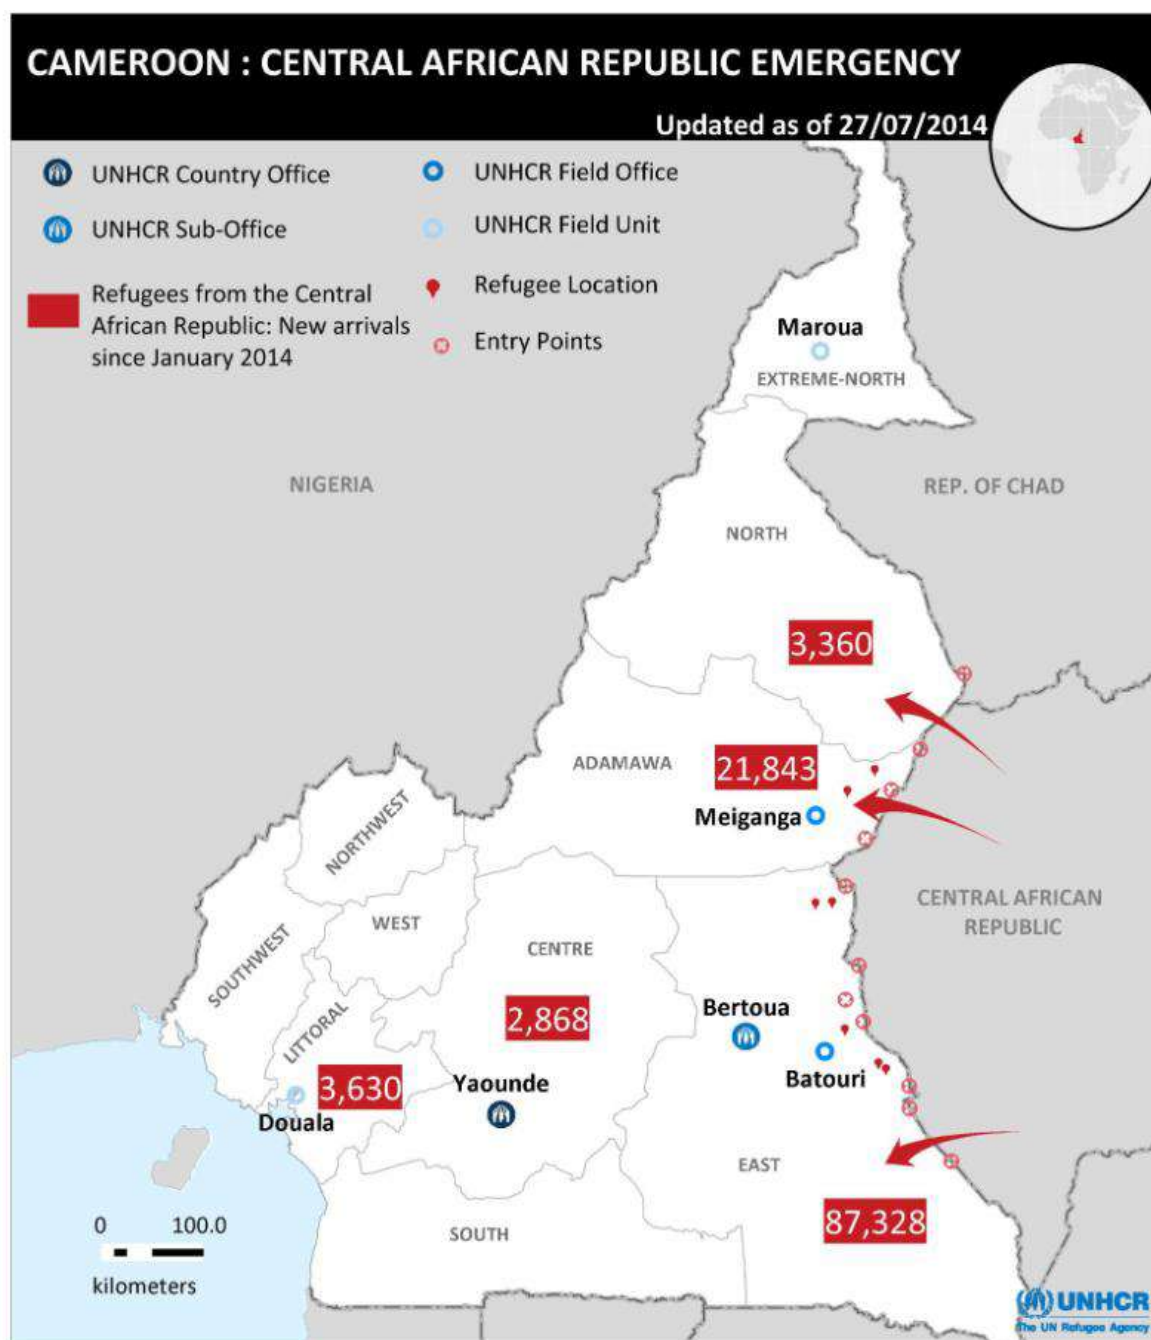 CAMEROON : CENTRAL AFRICAN REPUBLIC EMERGENCY
Updated as of 27/07/2014
UNHCR Country Office
UNHCR Field Office
UNHCR Sub-Office
UNHCR Field Unit
Refugees from the Central
African Republic: New arrivals
since January 2014
Refugee Location
Entry Points
Maroua
EXTREME-NORTH
NIGERIA
REP. OF CHAD
NORTH
3,360
ADAMAWA
21,843
Meiganga
NORTHWEST
CENTRAL AFRICAN
REPUBLIC
WEST
SOUTHWEST
CENTRE
2,868
Bertoua
LITTORAL
Batouri
3,630
Yaounde
Douala
EAST
87,328
SOUTH
0 100.0
kilometers
UNHCR
The UN Refugee Agency